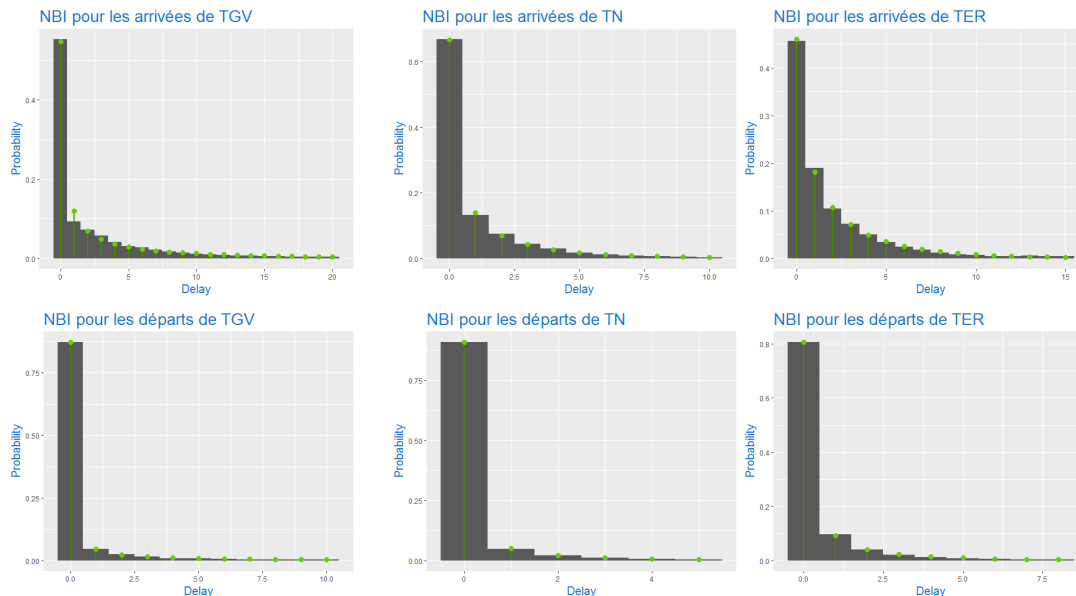 NBI pour les arrivées de TGV
Probability
0.4
0.2
0.0
0
5
10
15
20
Delay
NBI pour les arrivées de TN
Probability
0.6
0.4
0.2
0.0
0.0
2.5
5.0
7.5
10.0
Delay
NBI pour les arrivées de TER
Probability
0.4
0.3
0.2
0.1
0.0
0
5
10
15
Delay
NBI pour les départs de TGV
Probability
0.75
0.50
0.25
0.00
0.0
2.5
5.0
7.5
10.0
Delay
NBI pour les départs de TN
Probability
0.75
0.50
0.25
0.00
0
2
4
Delay
NBI pour les départs de TER
Probability
0.8
0.6
0.4
0.2
0.0
0.0
2.5
5.0
7.5
Delay